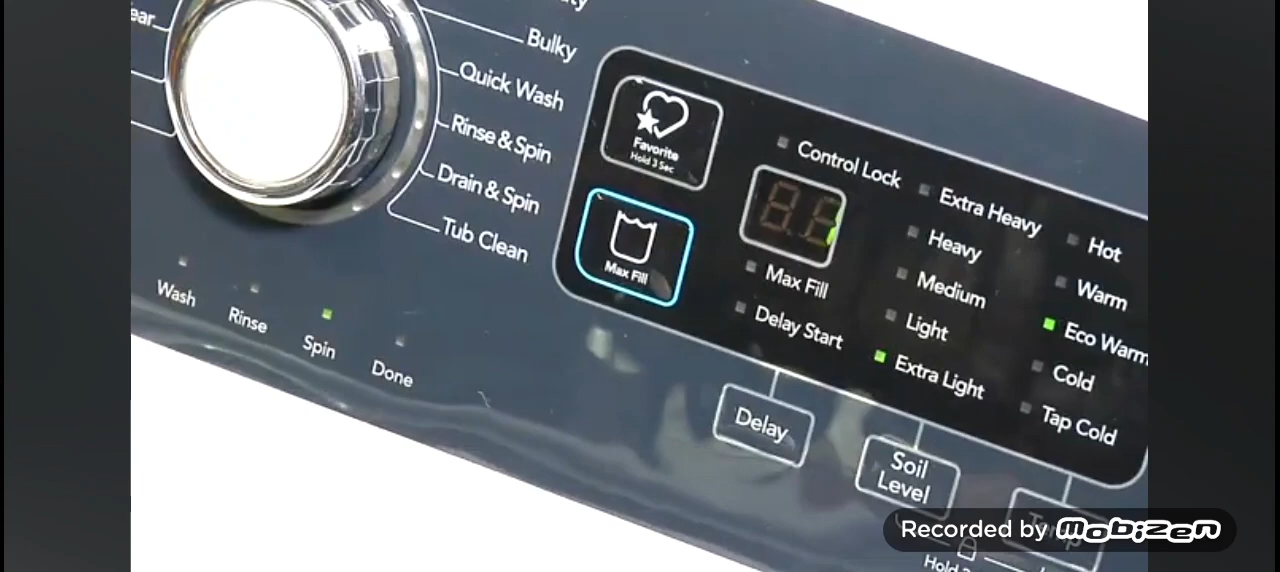 Bulky
Quick Wash
Rinse & Spin
Drain & Spin
Tub Clean
Wash
Rinse
Spin
Done
Favorite
Hold 3 Sec
Max Fill
Control Lock
Max Fill
Delay Start
Extra Heavy
Heavy
Medium
Light
Extra Light
Hot
Warm
Eco Warm
Cold
Tap Cold
Delay
Soil
Level
Temp
Hold
Recorded by Mobizen